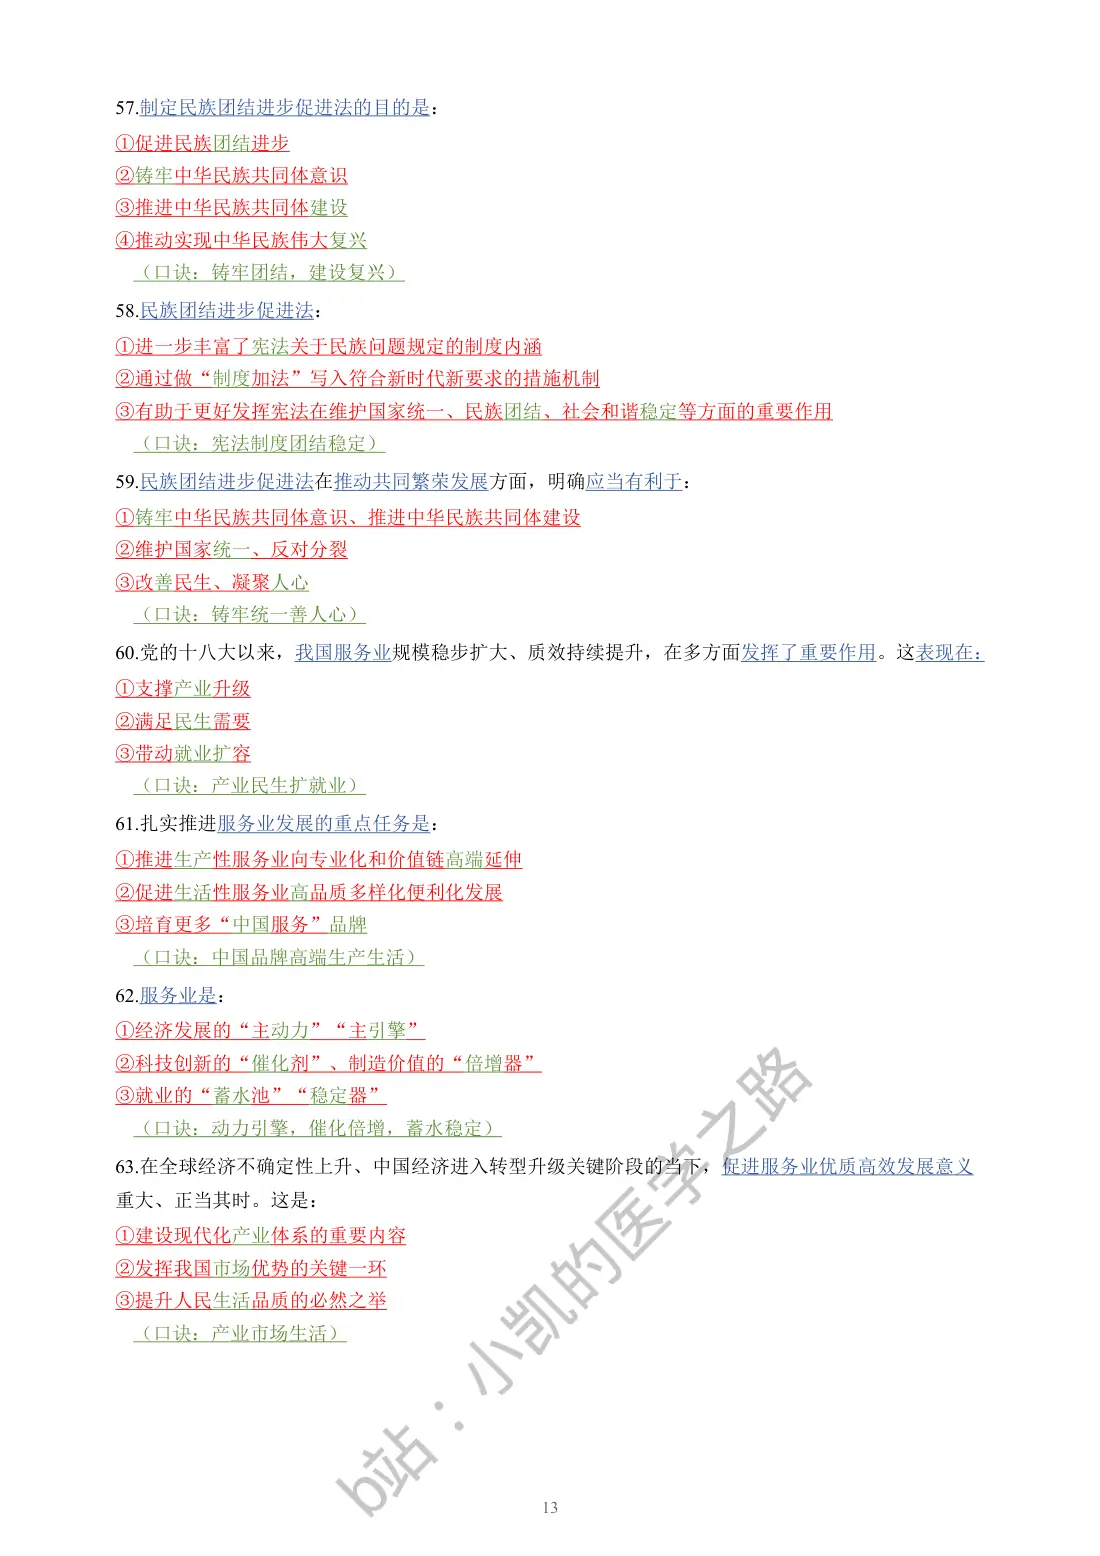 57.制定民族团结进步促进法的目的是：
①促进民族团结进步
②铸牢中华民族共同体意识
③推进中华民族共同体建设
④推动实现中华民族伟大复兴
（口诀：铸牢团结，建设复兴）
58.民族团结进步促进法：
①进一步丰富了宪法关于民族问题规定的制度内涵
②通过做“制度加法”写入符合新时代新要求的措施机制
③有助于更好发挥宪法在维护国家统一、民族团结、社会和谐稳定等方面的重要作用
（口诀：宪法制度团结稳定）
59.民族团结进步促进法在推动共同繁荣发展方面，明确应当有利于：
①铸牢中华民族共同体意识、推进中华民族共同体建设
②维护国家统一、反对分裂
③改善民生、凝聚人心
（口诀：铸牢统一善人心）
60.党的十八大以来，我国服务业规模稳步扩大、质效持续提升，在多方面发挥了重要作用。这表现在：
①支撑产业升级
②满足民生需要
③带动就业扩容
（口诀：产业民生扩就业）
61.扎实推进服务业发展的重点任务是：
①推进生产性服务业向专业化和价值链高端延伸
②促进生活性服务业高品质多样化便利化发展
③培育更多“中国服务”品牌
（口诀：中国品牌高端生产生活）
62.服务业是：
①经济发展的“主动力”“主引擎”
②科技创新的“催化剂”、制造价值的“倍增器”
③就业的“蓄水池”“稳定器”
（口诀：动力引擎，催化倍增，蓄水稳定）
63.在全球经济不确定性上升、中国经济进入转型升级关键阶段的当下，促进服务业优质高效发展意义
重大、正当其时。这是：
①建设现代化产业体系的重要内容
②发挥我国市场优势的关键一环
③提升人民生活品质的必然之举
（口诀：产业市场生活）
b站：小凯的医学之路
13